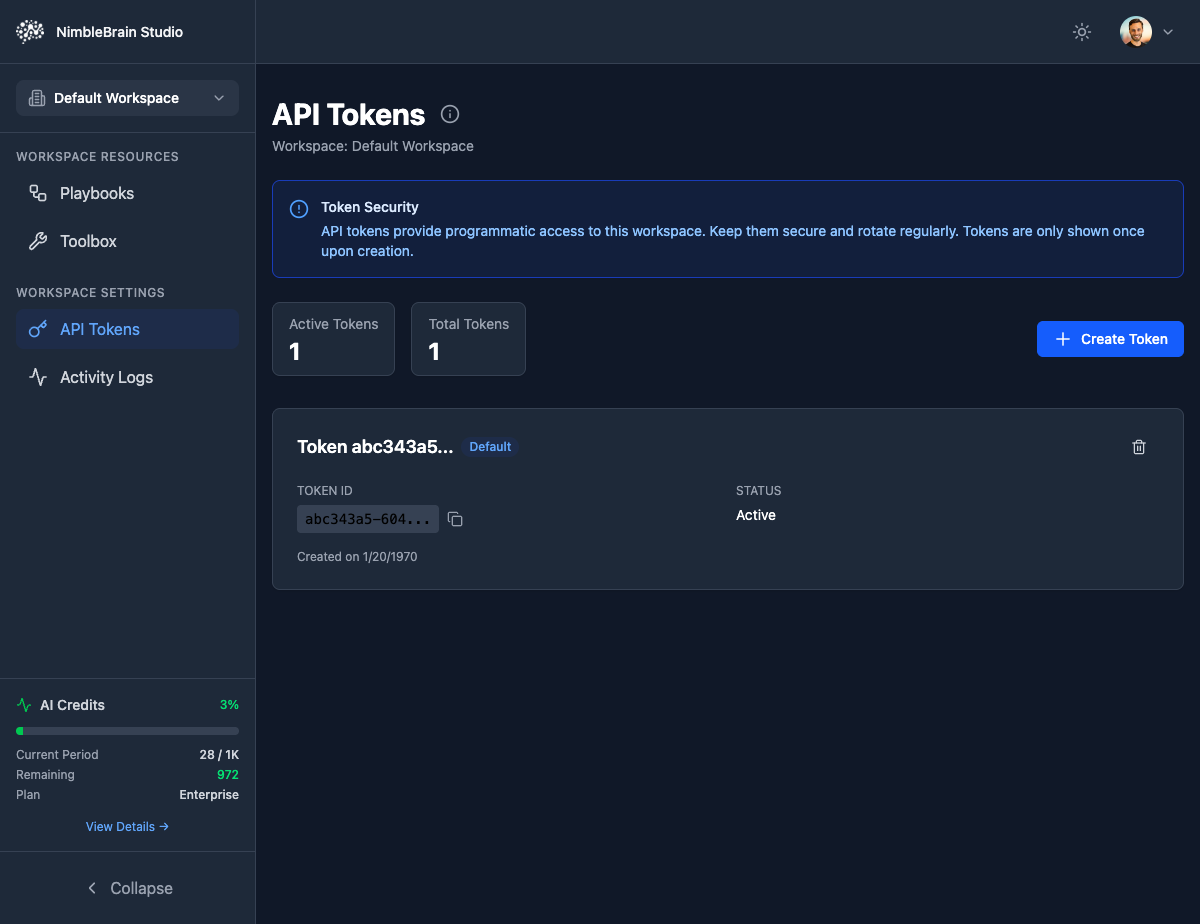 NimbleBrain Studio
Default Workspace
WORKSPACE RESOURCES
Playbooks
Toolbox
WORKSPACE SETTINGS
API Tokens
Activity Logs
AI Credits 3%
Current Period 28 / 1K
Remaining 972
Plan Enterprise
View Details →
Collapse
API Tokens
Workspace: Default Workspace
Token Security
API tokens provide programmatic access to this workspace. Keep them secure and rotate regularly. Tokens are only shown once
upon creation.
Active Tokens Total Tokens
1 1
Create Token
Token abc343a5... Default
TOKEN ID STATUS
abc343a5-604... Active
Created on 1/20/1970